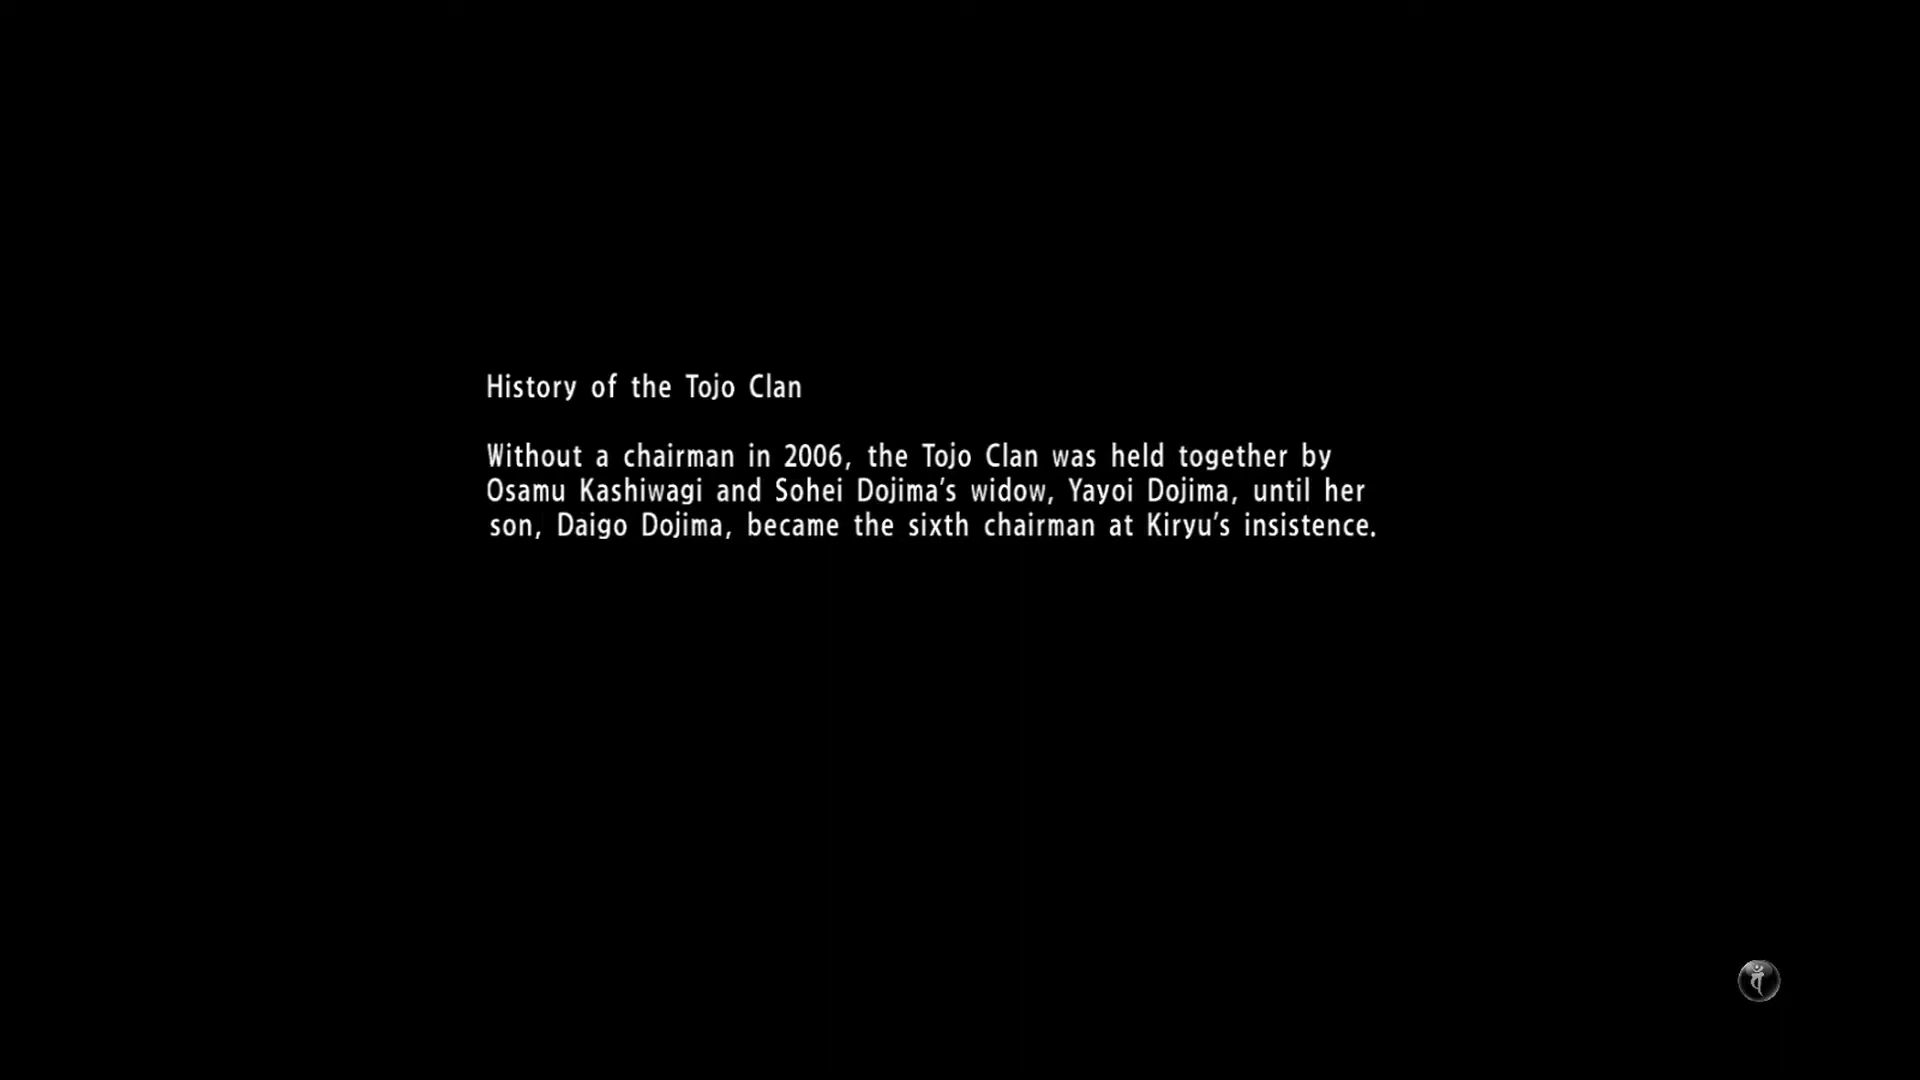 History of the Tojo Clan
Without a chairman in 2006, the Tojo Clan was held together by
Osamu Kashiwagi and Sohei Dojima's widow, Yayoi Dojima, until her
son, Daigo Dojima, became the sixth chairman at Kiryu's insistence.